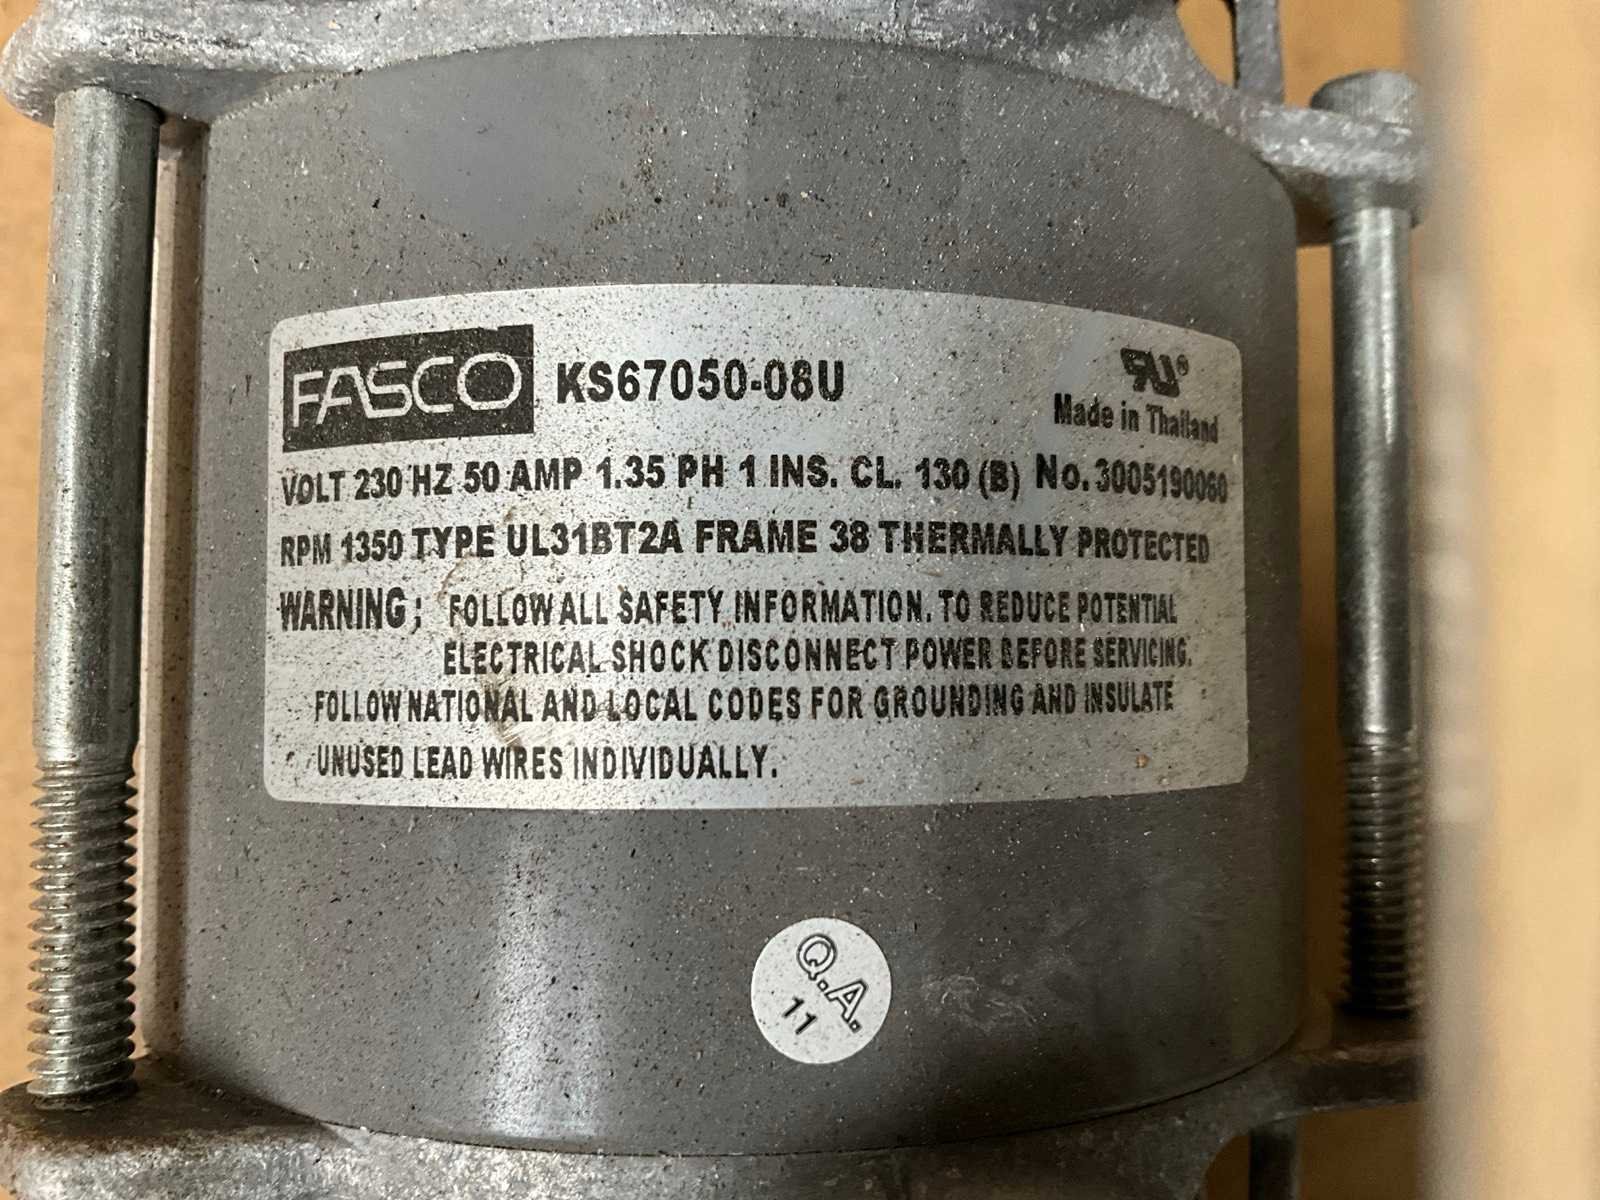 FASCO KS67050-08U
RU®
Made in Thailand
VOLT 230 HZ 50 AMP 1.35 PH 1 INS. CL. 130 (B) No. 3005190060
RPM 1350 TYPE UL31BT2A FRAME 38 THERMALLY PROTECTED
WARNING; FOLLOW ALL SAFETY INFORMATION. TO REDUCE POTENTIAL
ELECTRICAL SHOCK DISCONNECT POWER BEFORE SERVICING.
FOLLOW NATIONAL AND LOCAL CODES FOR GROUNDING AND INSULATE
UNUSED LEAD WIRES INDIVIDUALLY.
Q.A.
11